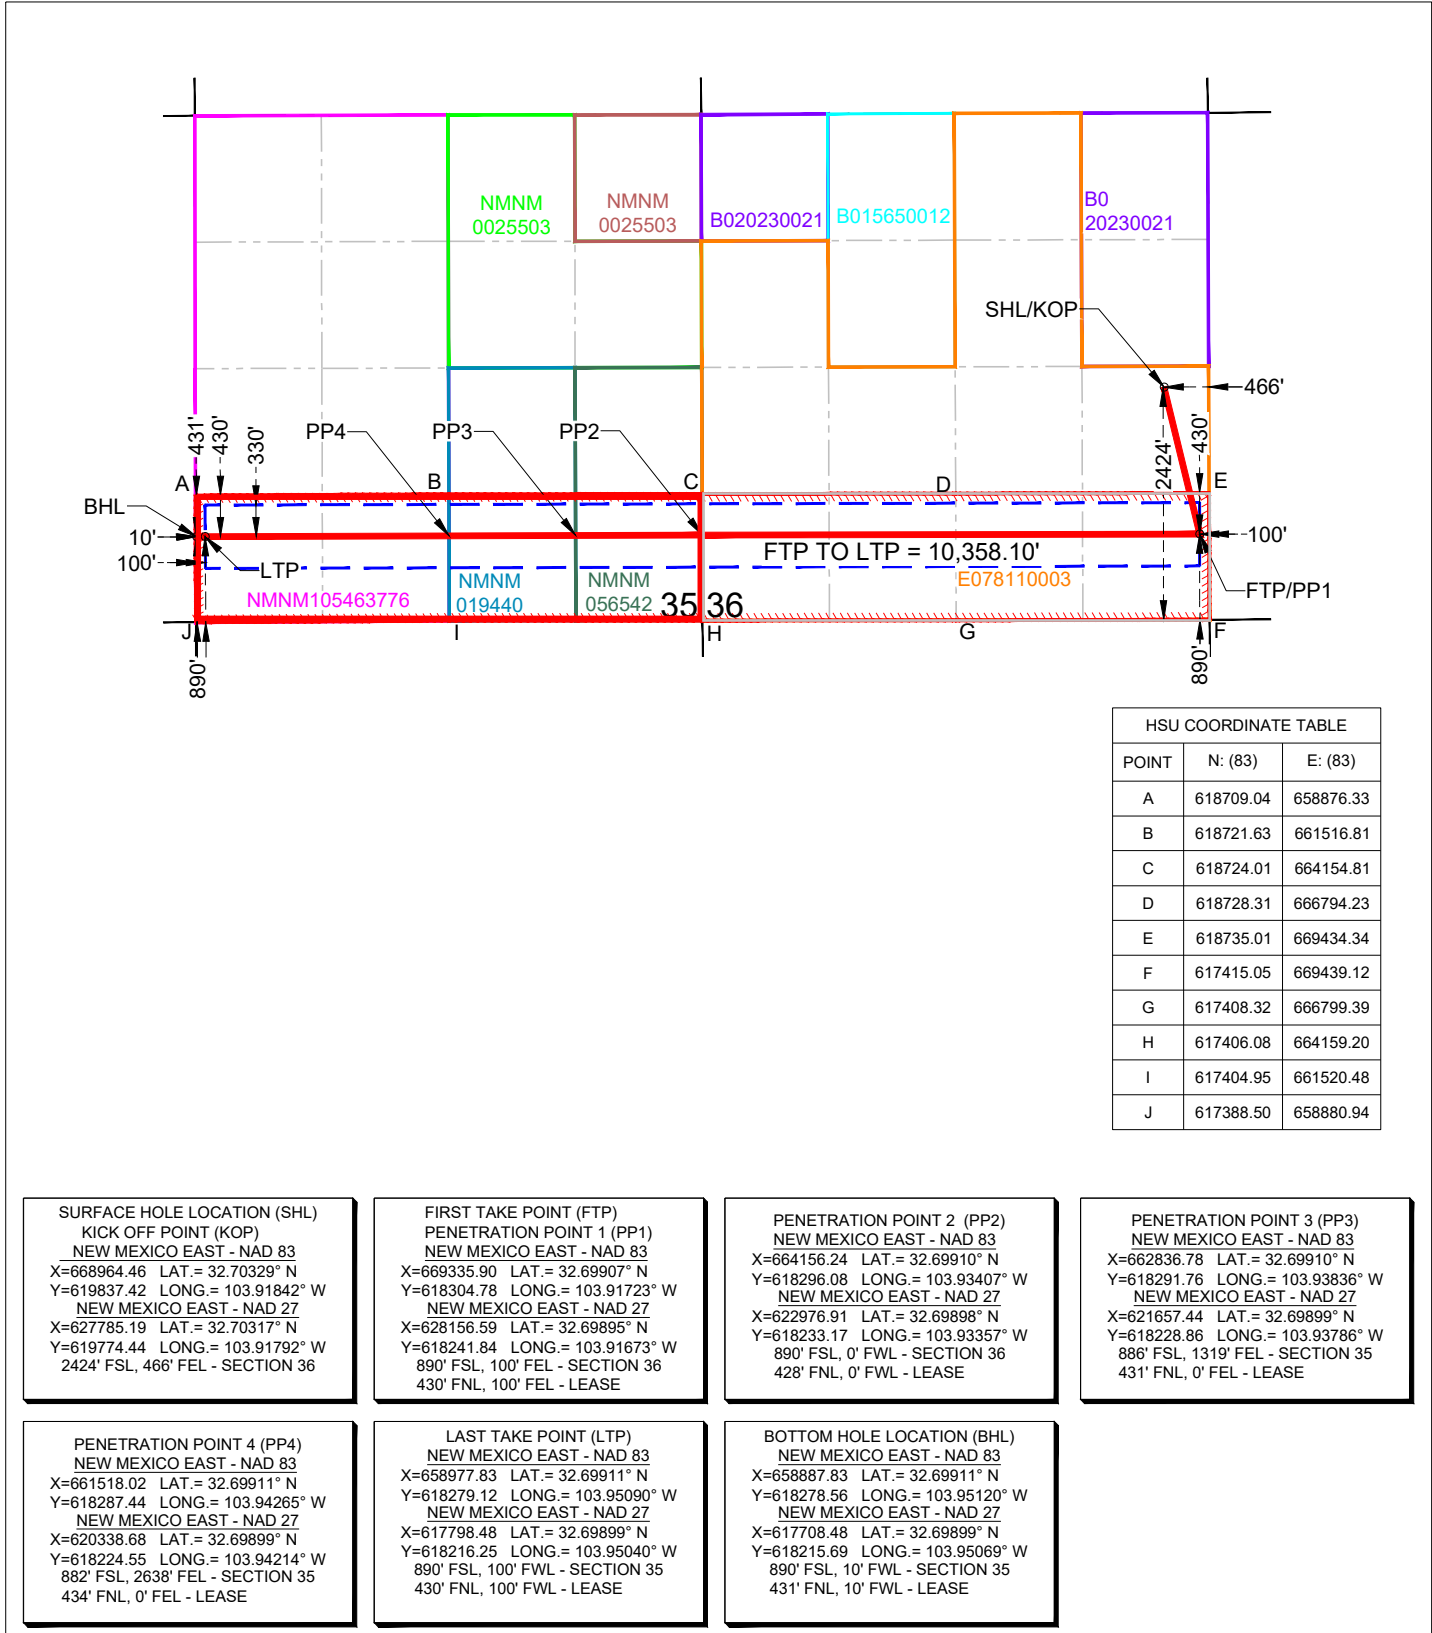 NMNM
0025503
NMNM
0025503
B020230021
B015650012
B0
20230021
SHL/KOP
466'
431'
430'
330'
PP4
PP3
PP2
2424'
430'
A
B
C
D
E
BHL
10'
100'
LTP
FTP TO LTP = 10,358.10'
100'
NMNM105463776
NMNM
019440
NMNM
056542
35
36
E078110003
FTP/PP1
J
I
H
G
F
890'
890'
HSU COORDINATE TABLE
POINT N: (83) E: (83)
A 618709.04 658876.33
B 618721.63 661516.81
C 618724.01 664154.81
D 618728.31 666794.23
E 618735.01 669434.34
F 617415.05 669439.12
G 617408.32 666799.39
H 617406.08 664159.20
I 617404.95 661520.48
J 617388.50 658880.94
SURFACE HOLE LOCATION (SHL)
KICK OFF POINT (KOP)
NEW MEXICO EAST - NAD 83
X=668964.46 LAT.= 32.70329° N
Y=619837.42 LONG.= 103.91842° W
NEW MEXICO EAST - NAD 27
X=627785.19 LAT.= 32.70317° N
Y=619774.44 LONG.= 103.91792° W
2424' FSL, 466' FEL - SECTION 36
FIRST TAKE POINT (FTP)
PENETRATION POINT 1 (PP1)
NEW MEXICO EAST - NAD 83
X=669335.90 LAT.= 32.69907° N
Y=618304.78 LONG.= 103.91723° W
NEW MEXICO EAST - NAD 27
X=628156.59 LAT.= 32.69895° N
Y=618241.84 LONG.= 103.91673° W
890' FSL, 100' FEL - SECTION 36
430' FNL, 100' FEL - LEASE
PENETRATION POINT 2 (PP2)
NEW MEXICO EAST - NAD 83
X=664156.24 LAT.= 32.69910° N
Y=618296.08 LONG.= 103.93407° W
NEW MEXICO EAST - NAD 27
X=622976.91 LAT.= 32.69898° N
Y=618233.17 LONG.= 103.93357° W
890' FSL, 0' FWL - SECTION 36
428' FNL, 0' FWL - LEASE
PENETRATION POINT 3 (PP3)
NEW MEXICO EAST - NAD 83
X=662836.78 LAT.= 32.69910° N
Y=618291.76 LONG.= 103.93836° W
NEW MEXICO EAST - NAD 27
X=621657.44 LAT.= 32.69899° N
Y=618228.86 LONG.= 103.93786° W
886' FSL, 1319' FEL - SECTION 35
431' FNL, 0' FEL - LEASE
PENETRATION POINT 4 (PP4)
NEW MEXICO EAST - NAD 83
X=661518.02 LAT.= 32.69911° N
Y=618287.44 LONG.= 103.94265° W
NEW MEXICO EAST - NAD 27
X=620338.68 LAT.= 32.69899° N
Y=618224.55 LONG.= 103.94214° W
882' FSL, 2638' FEL - SECTION 35
434' FNL, 0' FEL - LEASE
LAST TAKE POINT (LTP)
NEW MEXICO EAST - NAD 83
X=658977.83 LAT.= 32.69911° N
Y=618279.12 LONG.= 103.95090° W
NEW MEXICO EAST - NAD 27
X=617798.48 LAT.= 32.69899° N
Y=618216.25 LONG.= 103.95040° W
890' FSL, 100' FWL - SECTION 35
430' FNL, 100' FWL - LEASE
BOTTOM HOLE LOCATION (BHL)
NEW MEXICO EAST - NAD 83
X=658887.83 LAT.= 32.69911° N
Y=618278.56 LONG.= 103.95120° W
NEW MEXICO EAST - NAD 27
X=617708.48 LAT.= 32.69899° N
Y=618215.69 LONG.= 103.95069° W
890' FSL, 10' FWL - SECTION 35
431' FNL, 10' FWL - LEASE